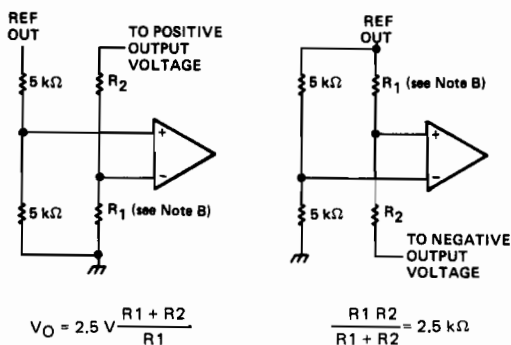 REF
OUT
TO POSITIVE
OUTPUT
VOLTAGE
5 kΩ
R2
+
−
5 kΩ
R1 (see Note B)
VO = 2.5 V R1 + R2 / R1
REF
OUT
5 kΩ
R1 (see Note B)
+
−
5 kΩ
R2
TO NEGATIVE
OUTPUT
VOLTAGE
R1 R2 / R1 + R2 = 2.5 kΩ